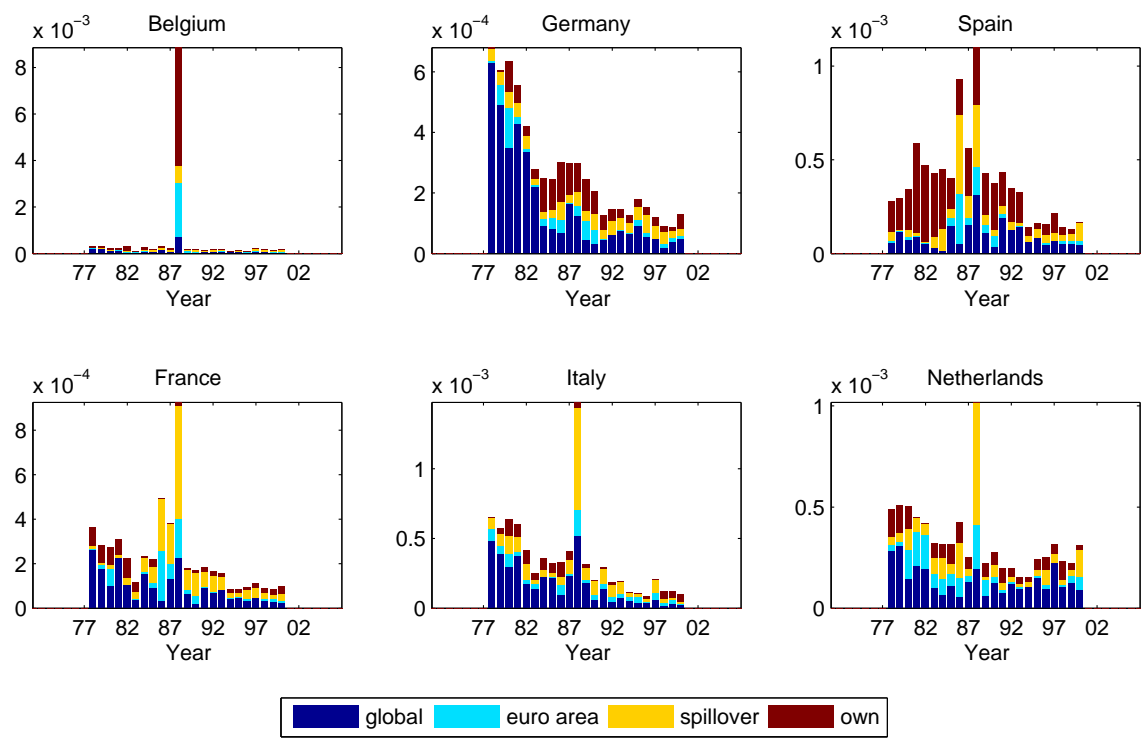 x 10−3 Belgium
8
6
4
2
0
77 82 87 92 97 02
Year
x 10−4 Germany
6
4
2
0
77 82 87 92 97 02
Year
x 10−3 Spain
1
0.5
0
77 82 87 92 97 02
Year
x 10−4 France
8
6
4
2
0
77 82 87 92 97 02
Year
x 10−3 Italy
1
0.5
0
77 82 87 92 97 02
Year
x 10−3 Netherlands
1
0.5
0
77 82 87 92 97 02
Year
global euro area spillover own